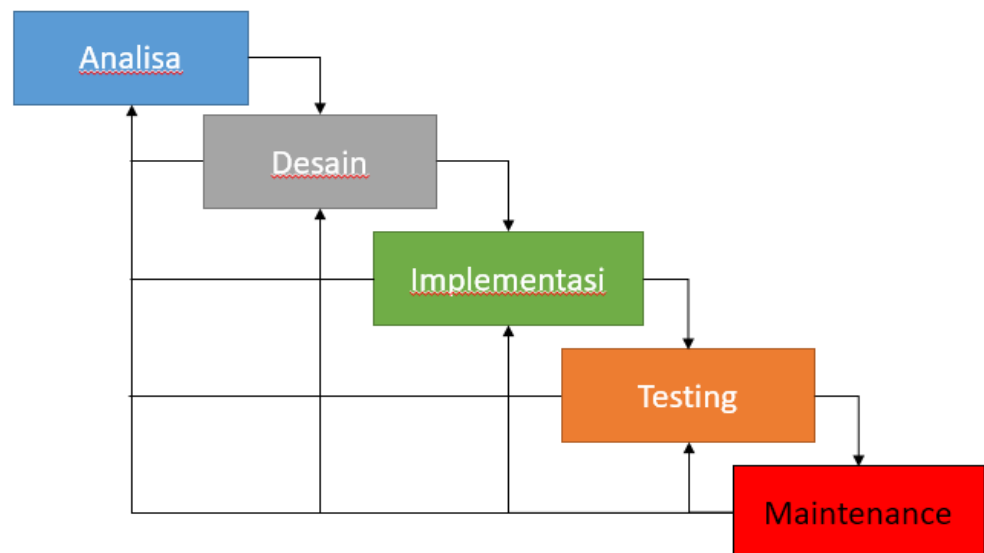 Analisa
Desain
Implementasi
Testing
Maintenance